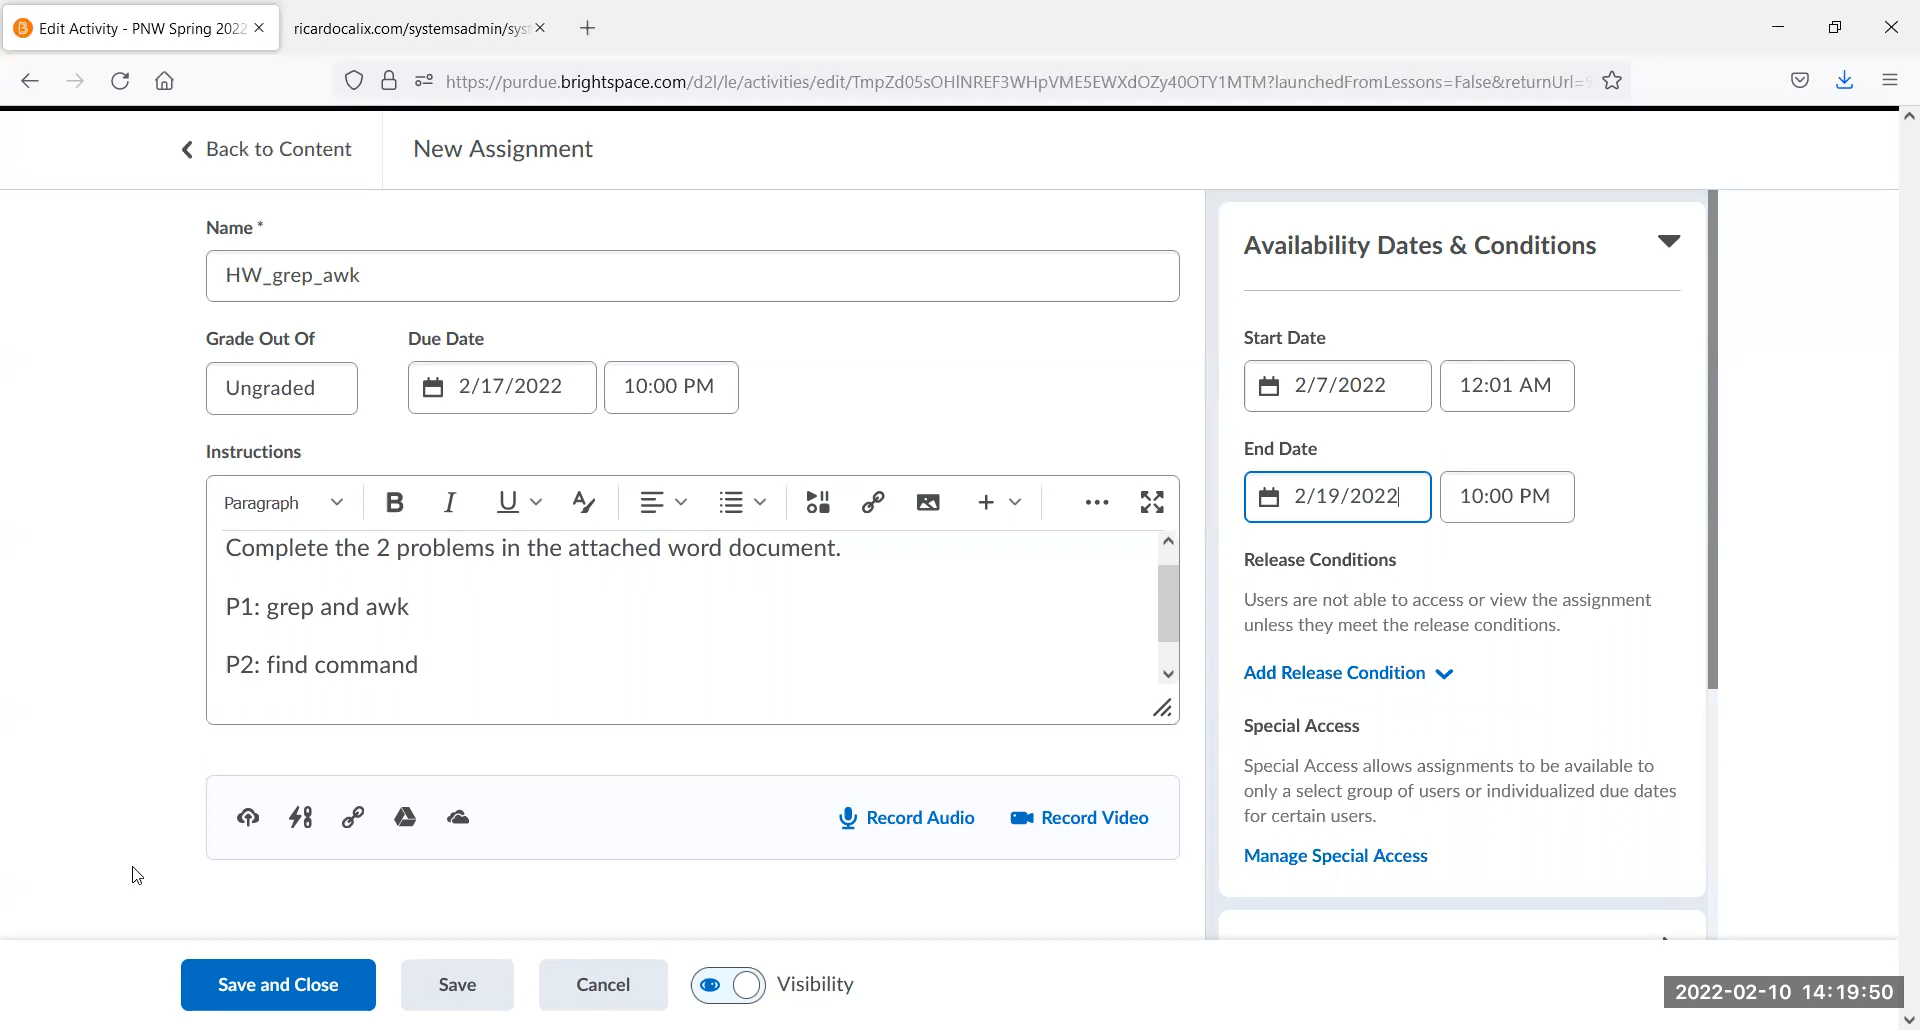 Edit Activity - PNW Spring 2022
ricardocalix.com/systemsadmin/syst
https://purdue.brightspace.com/d2l/le/activities/edit/TmpZd05sOHlNREF3WHpVME5EWXdOZy40OTY1MTM?launchedFromLessons=False&returnUrl=
Back to Content
New Assignment
Name *
HW_grep_awk
Grade Out Of
Due Date
Ungraded
2/17/2022
10:00 PM
Instructions
Paragraph
B I U
Complete the 2 problems in the attached word document.
P1: grep and awk
P2: find command
Record Audio
Record Video
Availability Dates & Conditions
Start Date
2/7/2022
12:01 AM
End Date
2/19/2022
10:00 PM
Release Conditions
Users are not able to access or view the assignment
unless they meet the release conditions.
Add Release Condition
Special Access
Special Access allows assignments to be available to
only a select group of users or individualized due dates
for certain users.
Manage Special Access
Save and Close
Save
Cancel
Visibility
2022-02-10 14:19:50